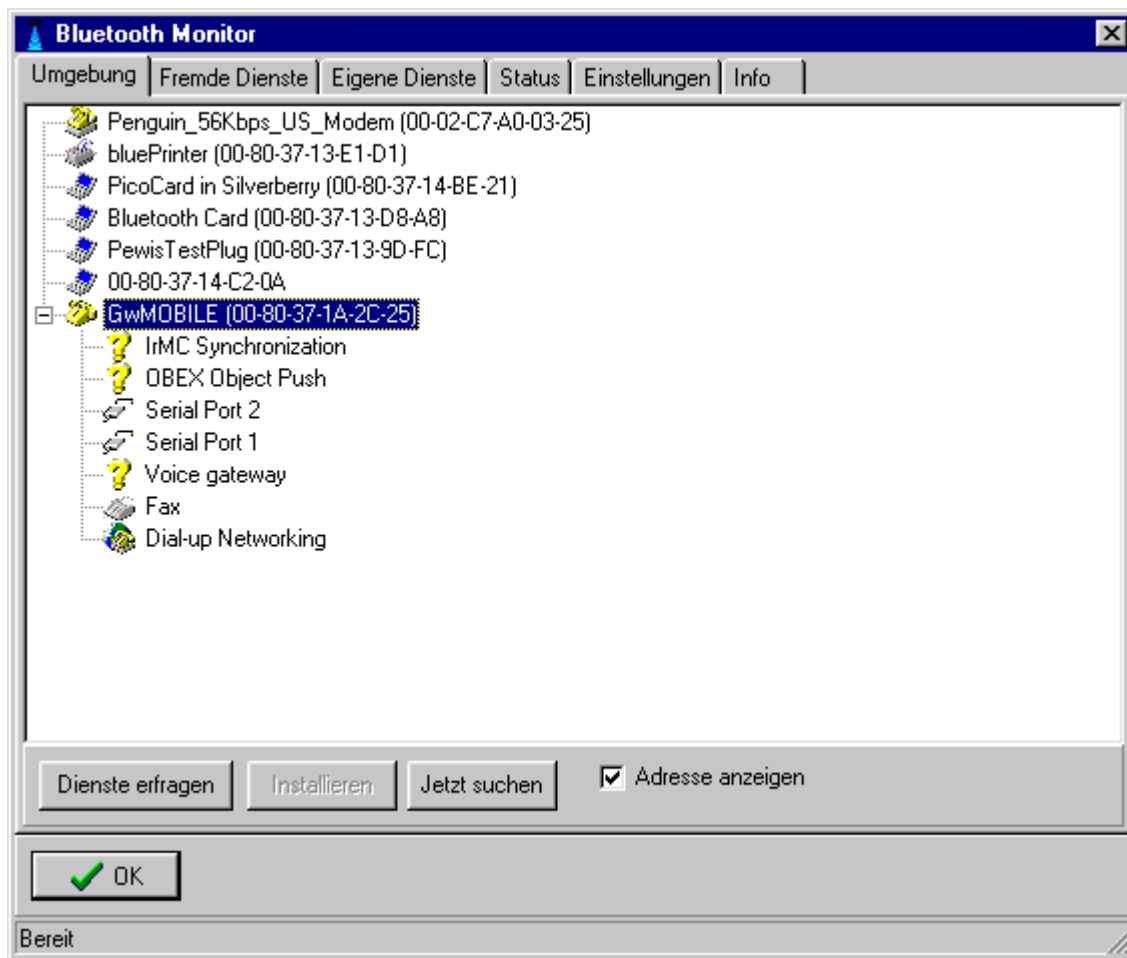 Bluetooth Monitor
Umgebung Fremde Dienste Eigene Dienste Status Einstellungen Info
Penguin_56Kbps_US_Modem (00-02-C7-A0-03-25)
bluePrinter (00-80-37-13-E1-D1)
PicoCard in Silverberry (00-80-37-14-BE-21)
Bluetooth Card (00-80-37-13-D8-A8)
PewisTestPlug (00-80-37-13-9D-FC)
00-80-37-14-C2-0A
GwMOBILE (00-80-37-1A-2C-25)
IrMC Synchronization
OBEX Object Push
Serial Port 2
Serial Port 1
Voice gateway
Fax
Dial-up Networking
Dienste erfragen Installieren Jetzt suchen Adresse anzeigen
OK
Bereit